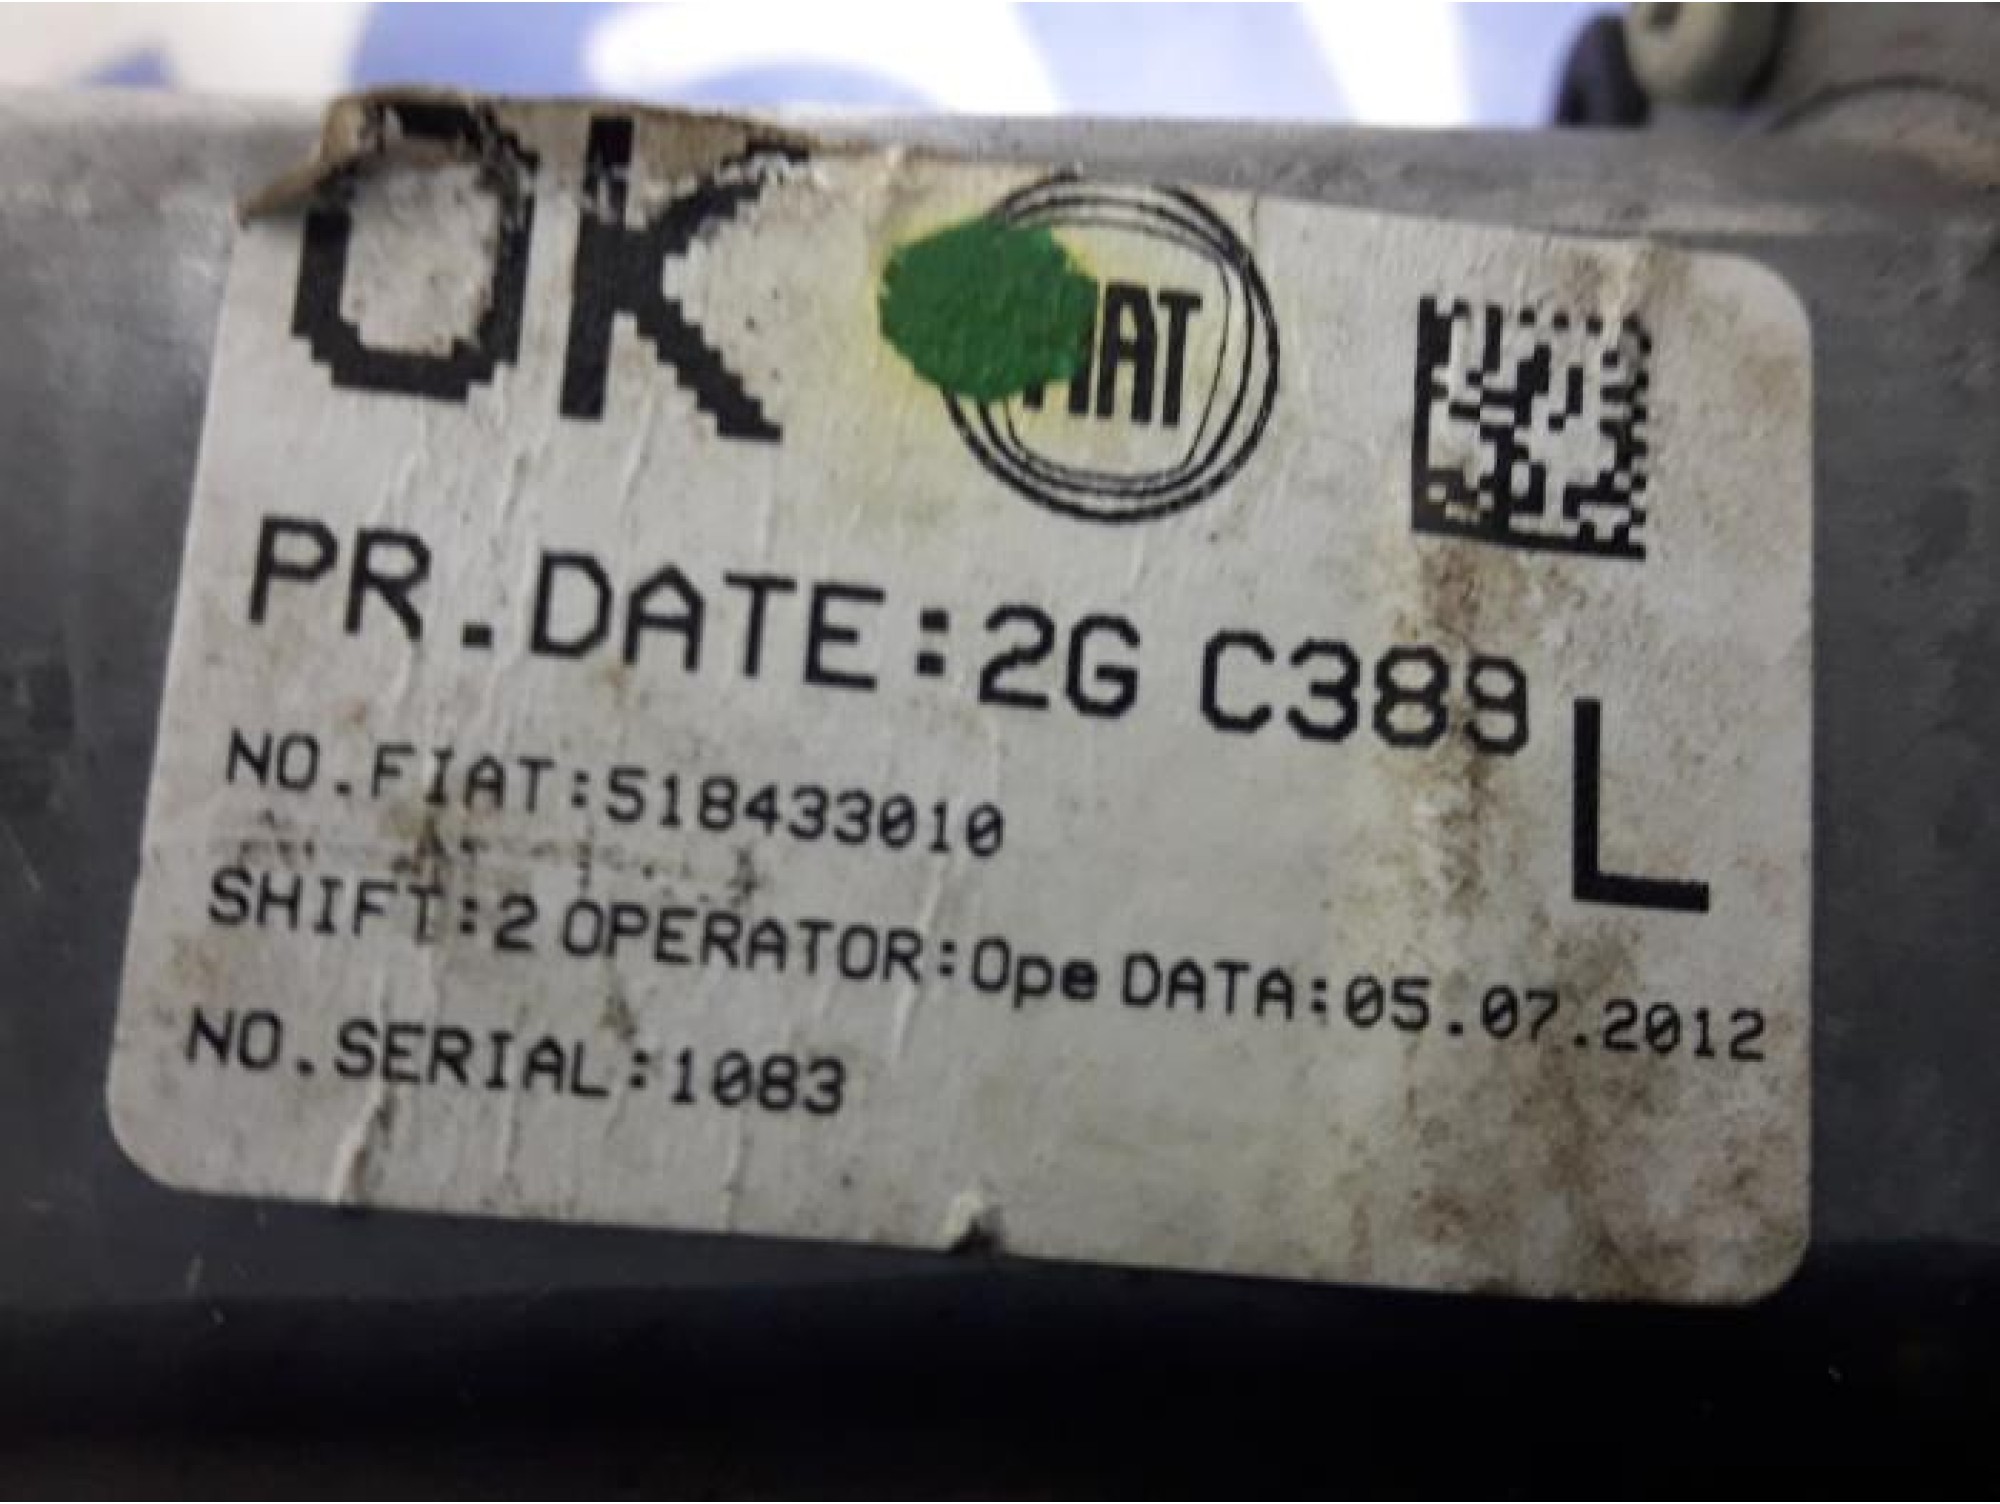 OK FIAT
PR.DATE:2G C389
L
NO.FIAT:518433010
SHIFT:2 OPERATOR:Ope DATA:05.07.2012
NO.SERIAL:1083